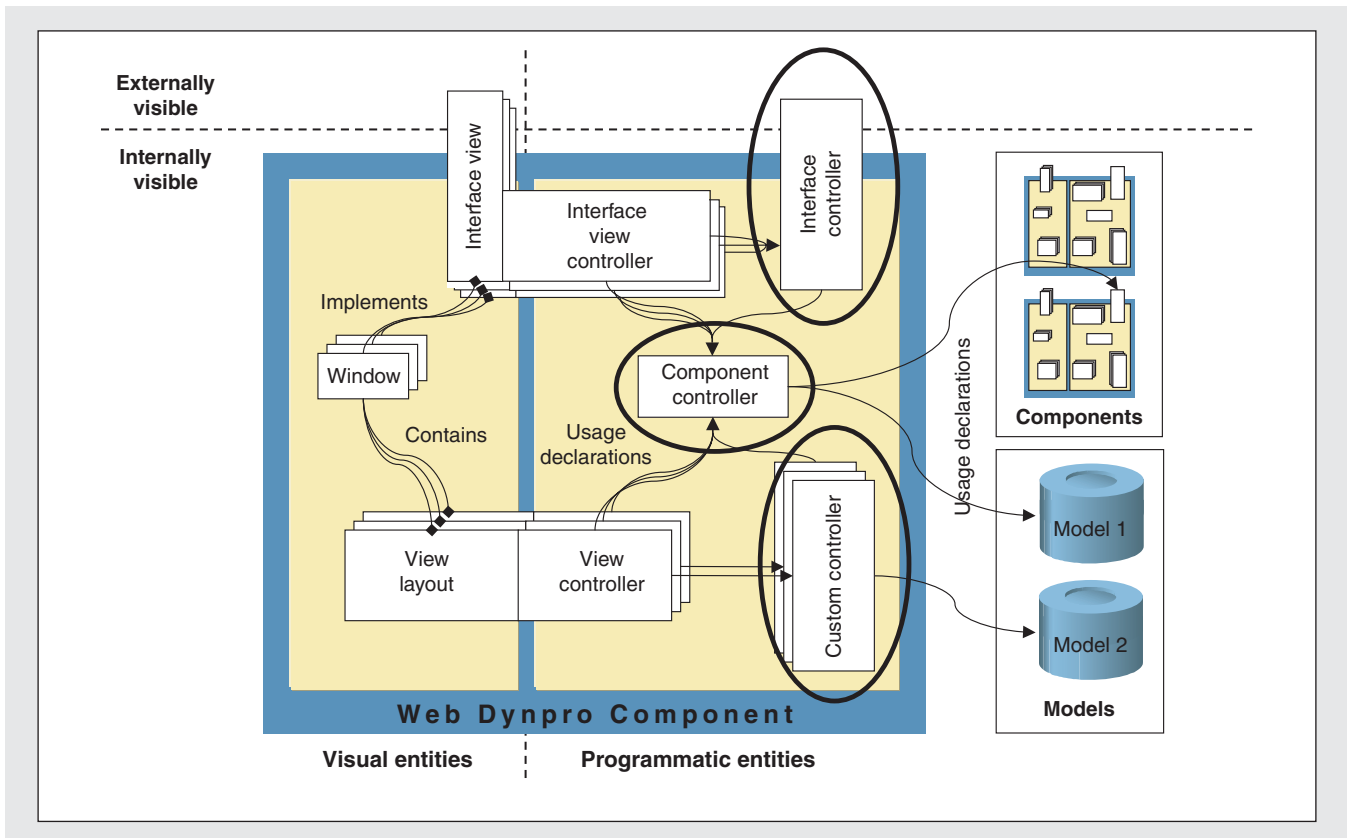 Externally
visible
Internally
visible
Interface view
Interface
view
controller
Interface
controller
Implements
Window
Component
controller
Contains
Usage
declarations
Usage declarations
View
layout
View
controller
Custom controller
Components
Model 1
Model 2
Models
Web Dynpro Component
Visual entities
Programmatic entities